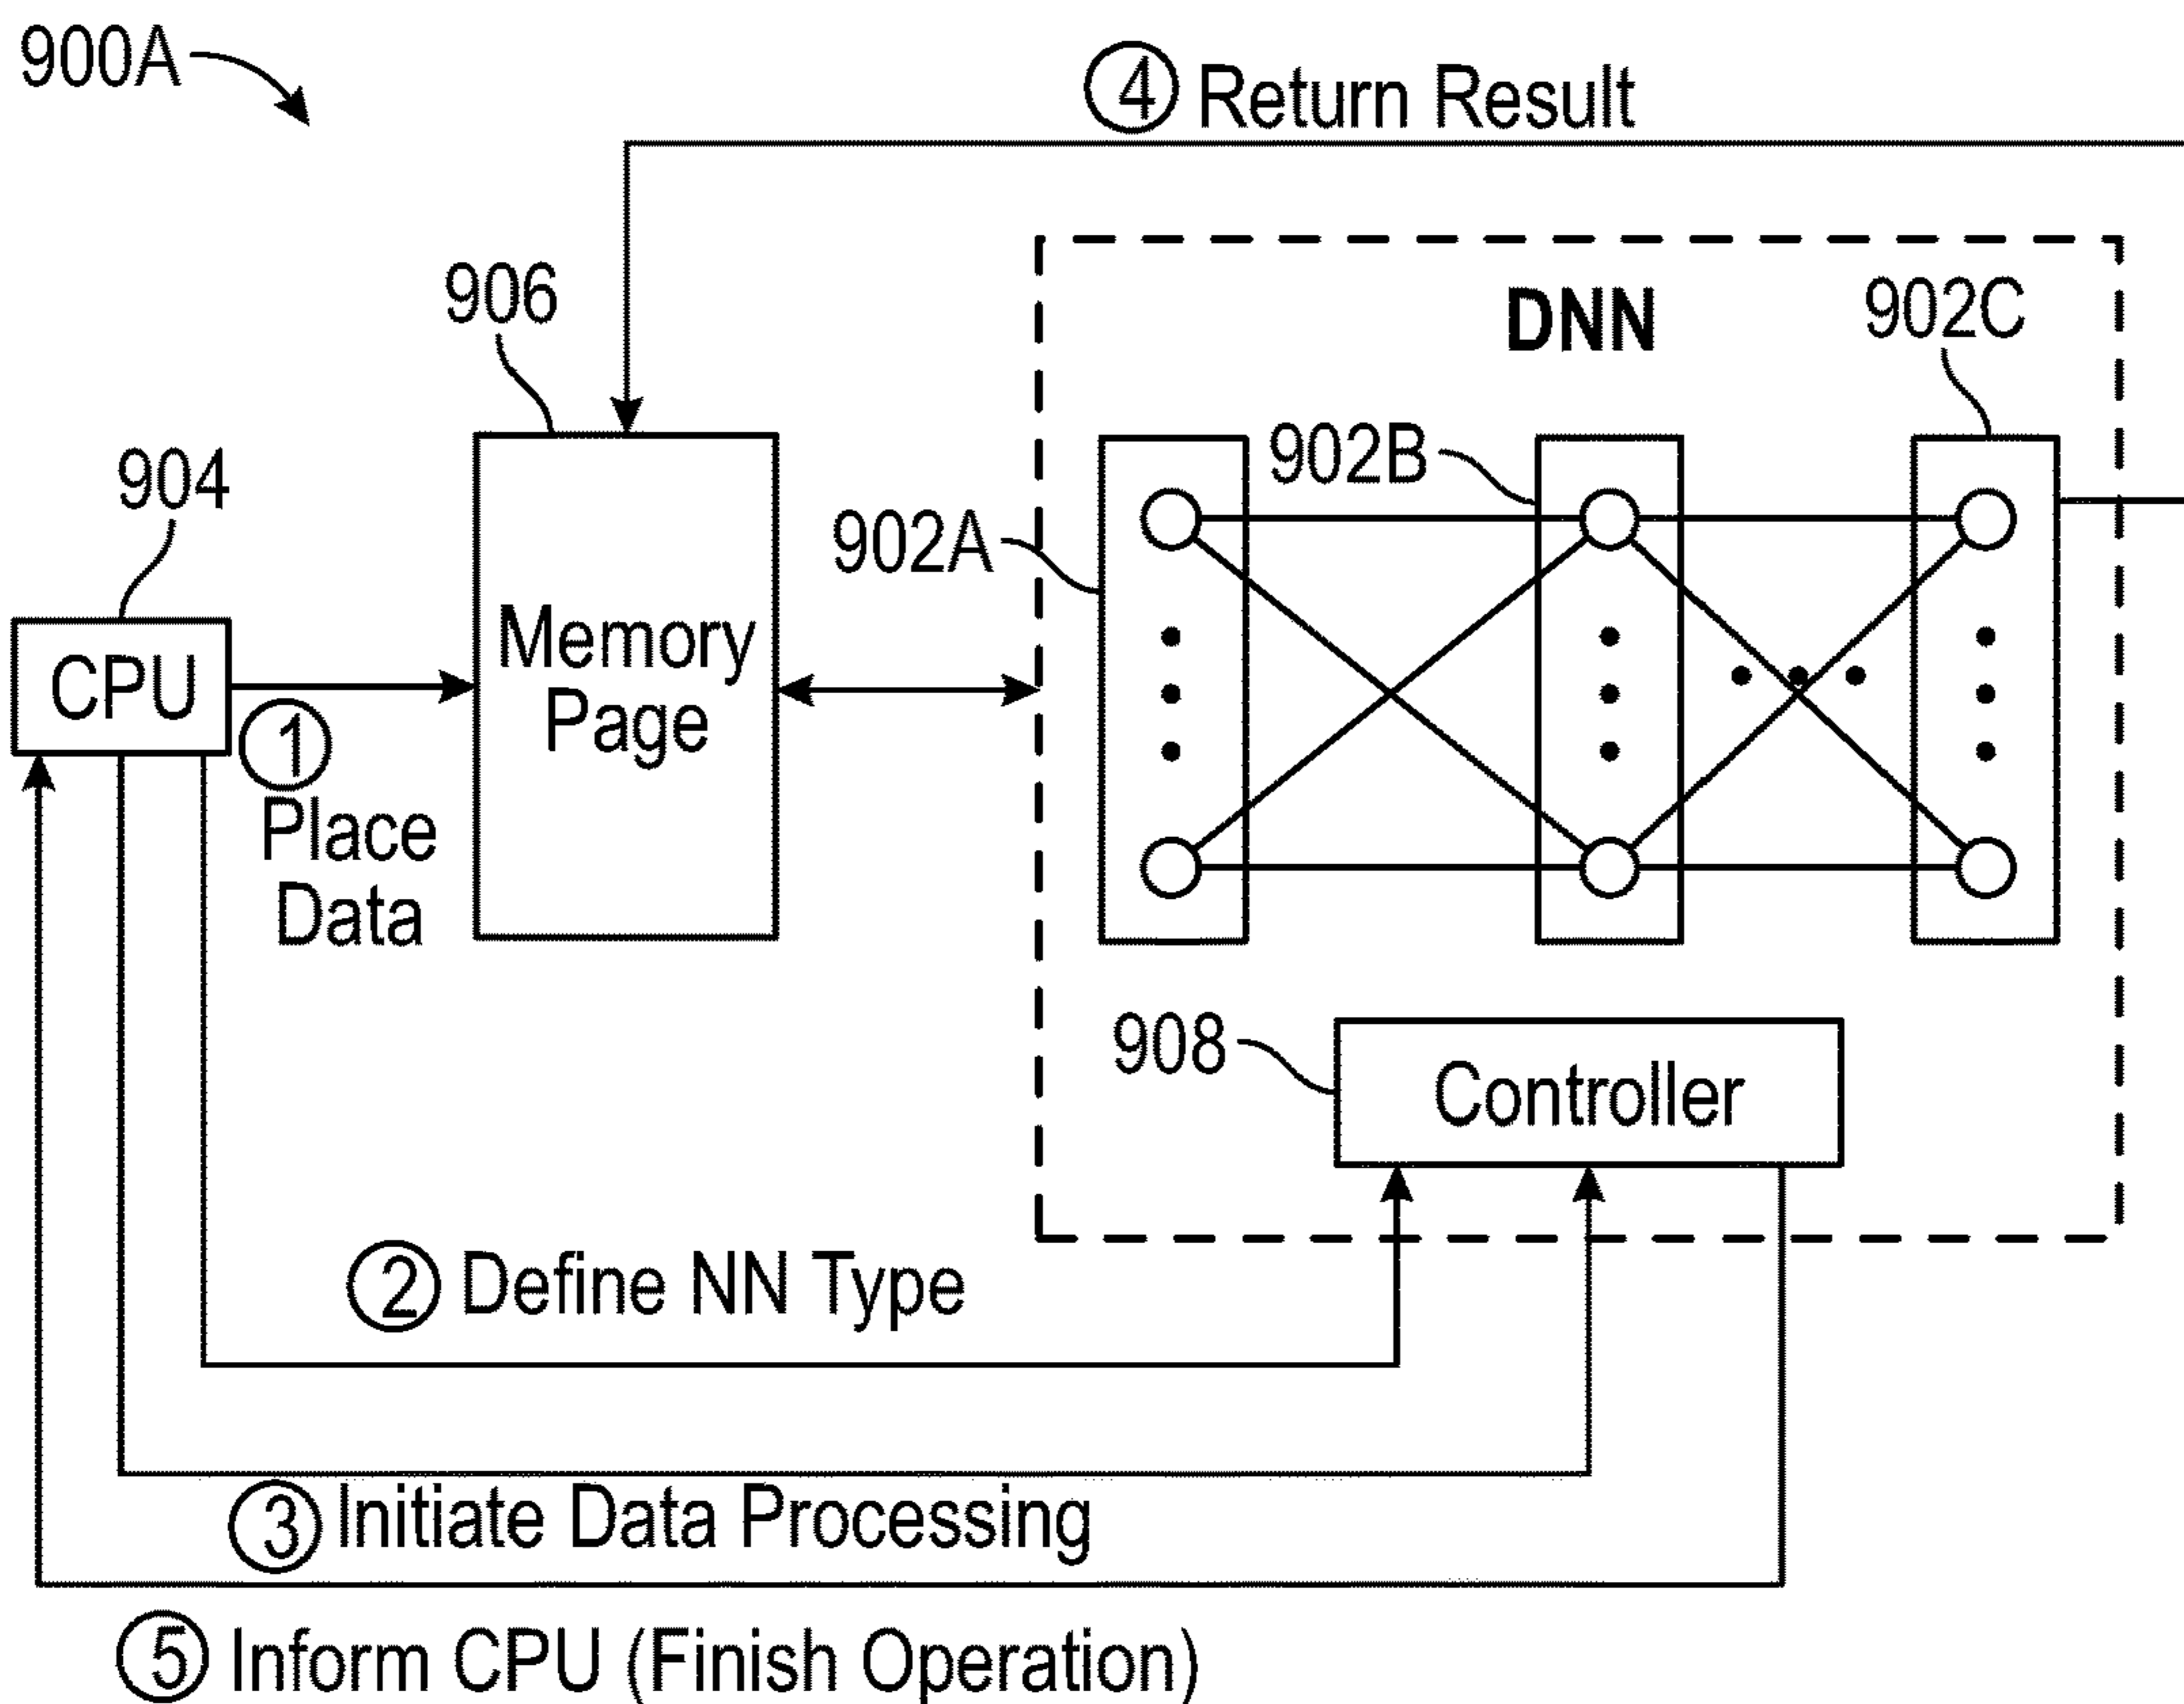 900A
④ Return Result
906
DNN
902C
904
902B
902A
CPU
Memory
Page
①
Place
Data
908
Controller
② Define NN Type
③ Initiate Data Processing
⑤ Inform CPU (Finish Operation)